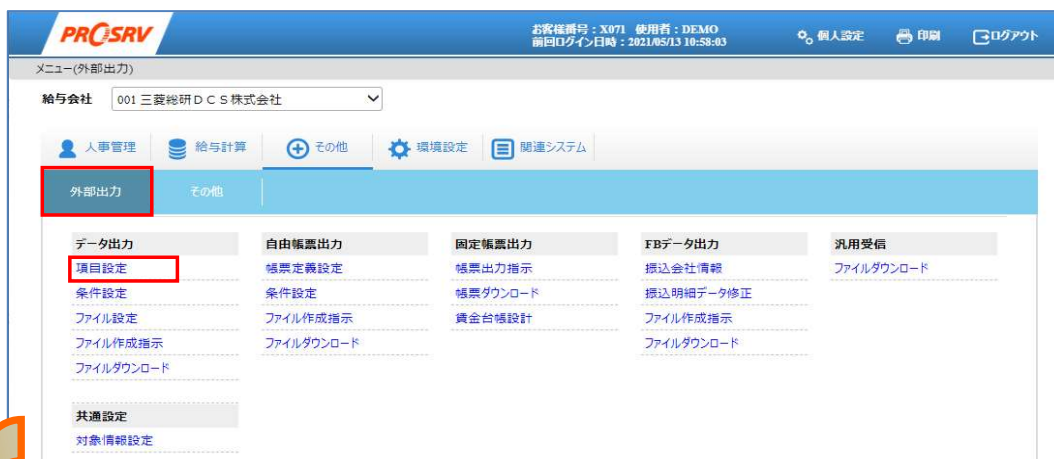 PROSRV
お客様番号：X071 使用者：DEMO
前回ログイン日時：2021/05/13 10:58:03
個人設定 印刷 ログアウト
メニュー(外部出力)
給与会社 001 三菱総研ＤＣＳ株式会社
人事管理 給与計算 その他 環境設定 関連システム
外部出力 その他
データ出力 自由帳票出力 固定帳票出力 FBデータ出力 汎用受信
項目設定 帳票定義設定 帳票出力指示 振込会社情報 ファイルダウンロード
条件設定 条件設定 帳票ダウンロード 振込明細データ修正
ファイル設定 ファイル作成指示 賃金台帳設計 ファイル作成指示
ファイル作成指示 ファイルダウンロード ファイルダウンロード
ファイルダウンロード
共通設定
対象情報設定